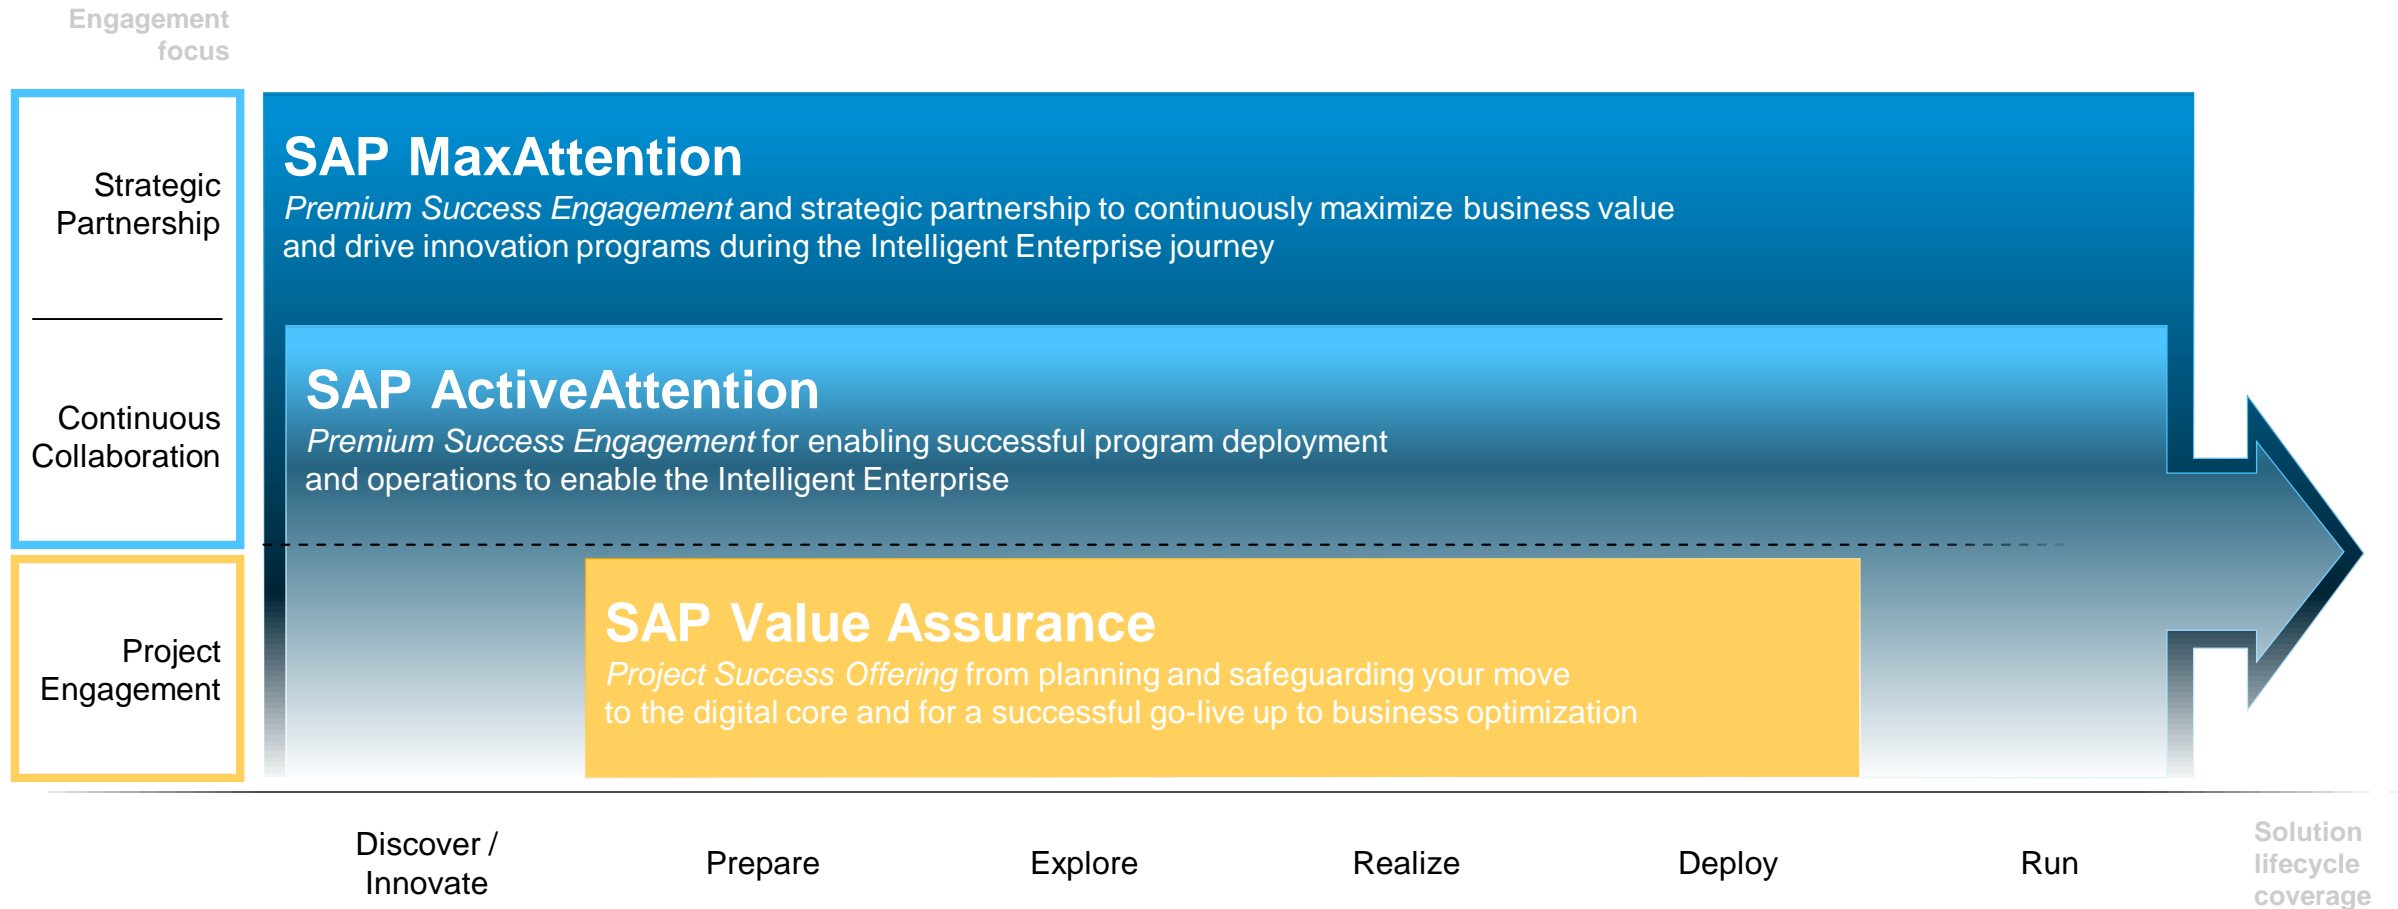 Engagement
focus
Strategic
Partnership
SAP MaxAttention
Premium Success Engagement and strategic partnership to continuously maximize business value
and drive innovation programs during the Intelligent Enterprise journey
Continuous
Collaboration
SAP ActiveAttention
Premium Success Engagement for enabling successful program deployment
and operations to enable the Intelligent Enterprise
Project
Engagement
SAP Value Assurance
Project Success Offering from planning and safeguarding your move
to the digital core and for a successful go-live up to business optimization
Discover /
Innovate
Prepare
Explore
Realize
Deploy
Run
Solution
lifecycle
coverage